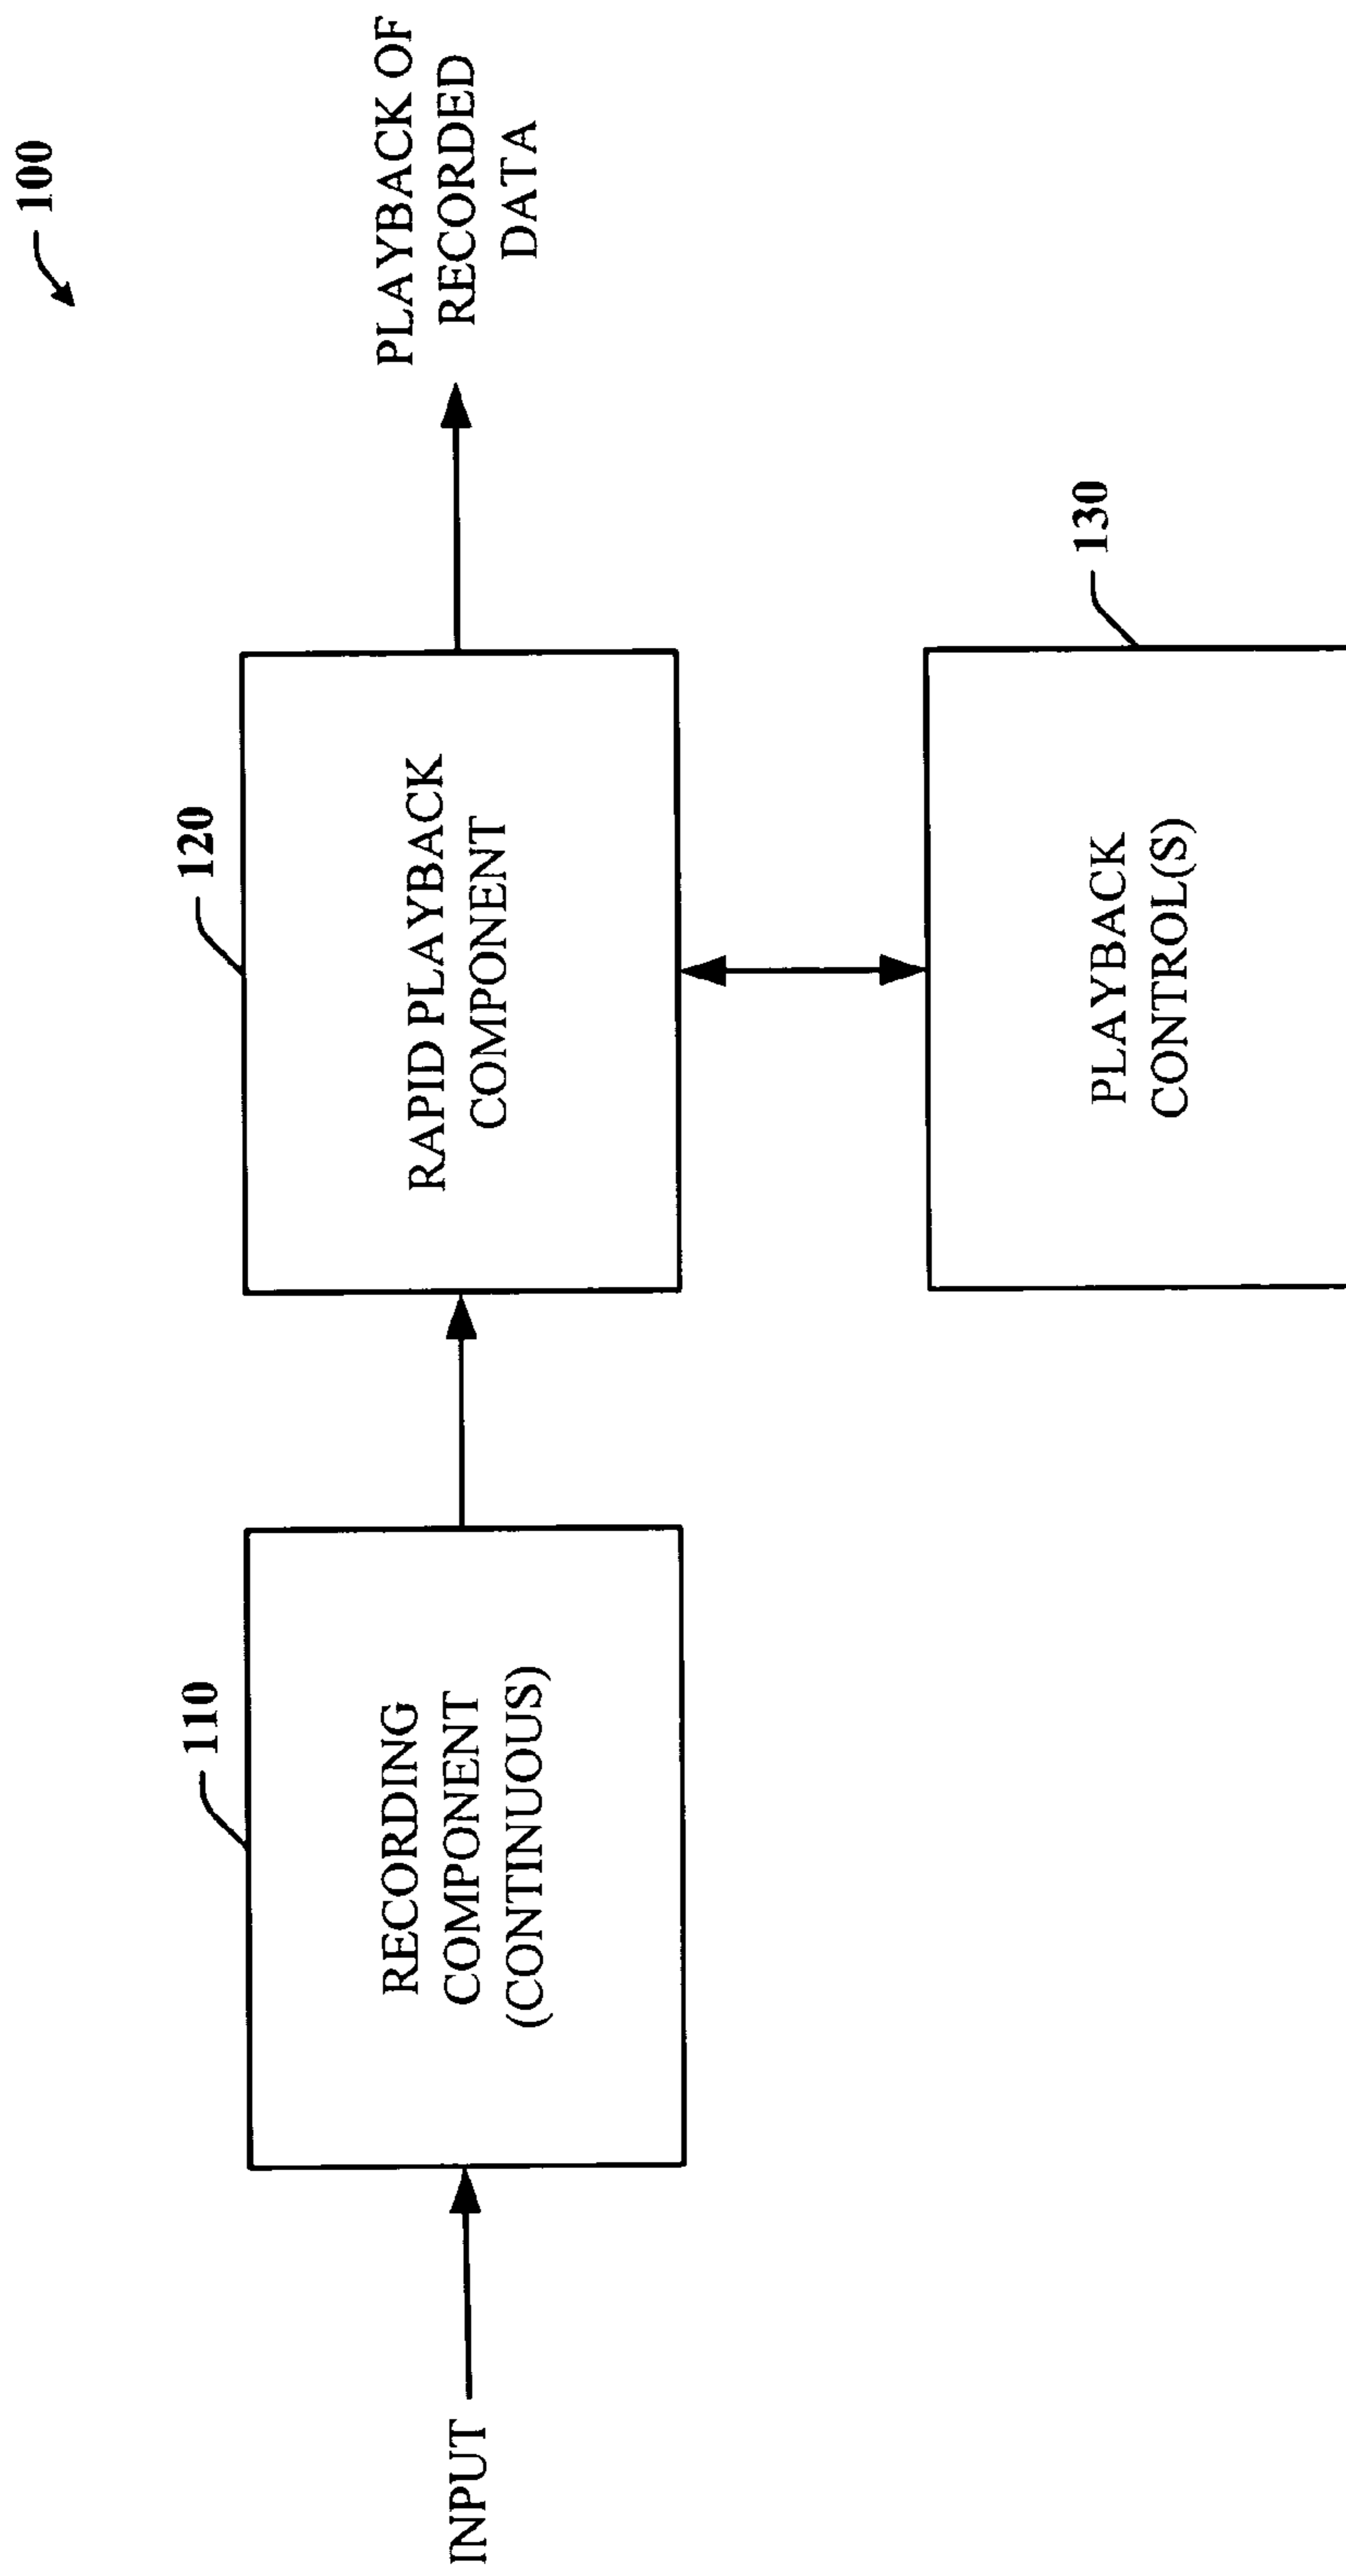 100
INPUT
110
RECORDING
COMPONENT
(CONTINUOUS)
120
RAPID PLAYBACK
COMPONENT
PLAYBACK OF
RECORDED
DATA
130
PLAYBACK
CONTROL(S)